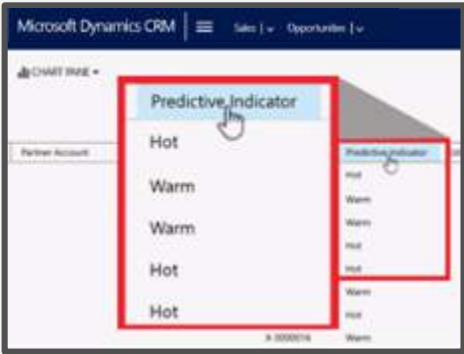 Microsoft Dynamics CRM Sales Opportunities
CHART PANE
Predictive Indicator
Hot
Warm
Warm
Hot
Hot
Partner Account
Predictive Indicator
Hot
Warm
Warm
Hot
Hot
Warm
Hot
Warm